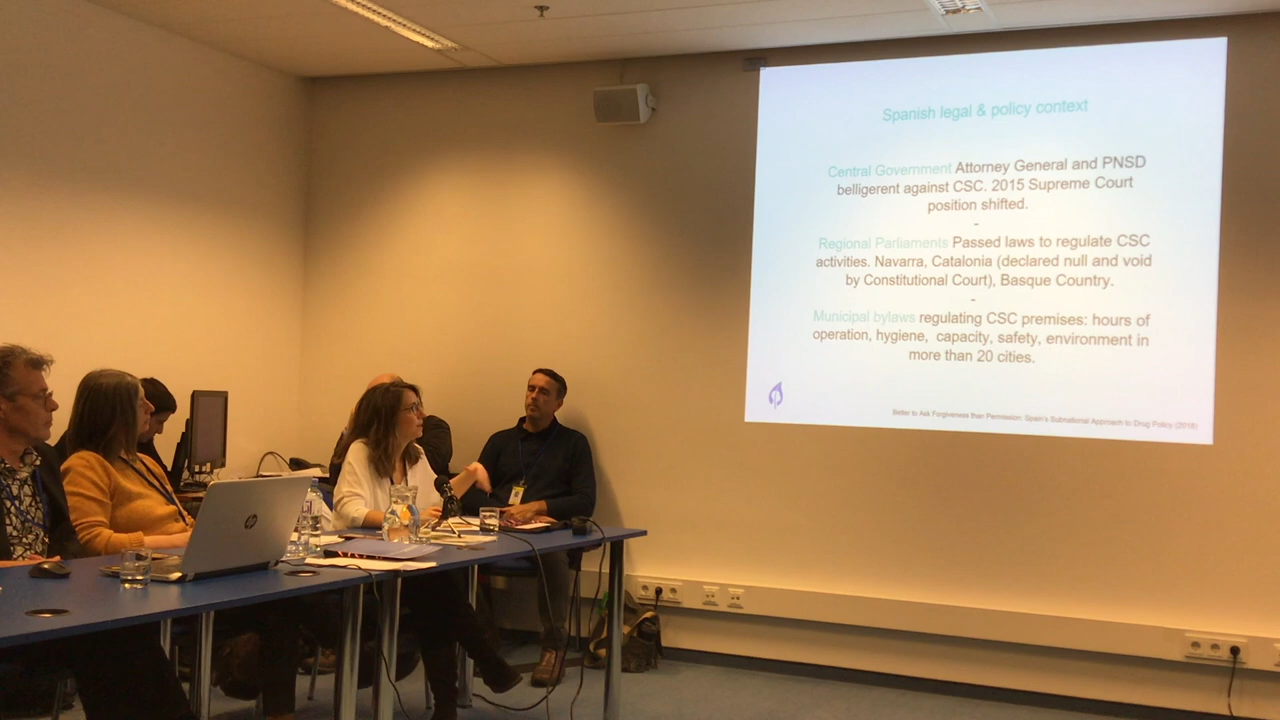 Spanish legal & policy context
Central Government Attorney General and PNSD
belligerent against CSC. 2015 Supreme Court
position shifted.
-
Regional Parliaments Passed laws to regulate CSC
activities. Navarra, Catalonia (declared null and void
by Constitutional Court), Basque Country.
-
Municipal bylaws regulating CSC premises: hours of
operation, hygiene, capacity, safety, environment in
more than 20 cities.
Better to Ask Forgiveness than Permission: Spain's Subnational Approach to Drug Policy (2018)
hp